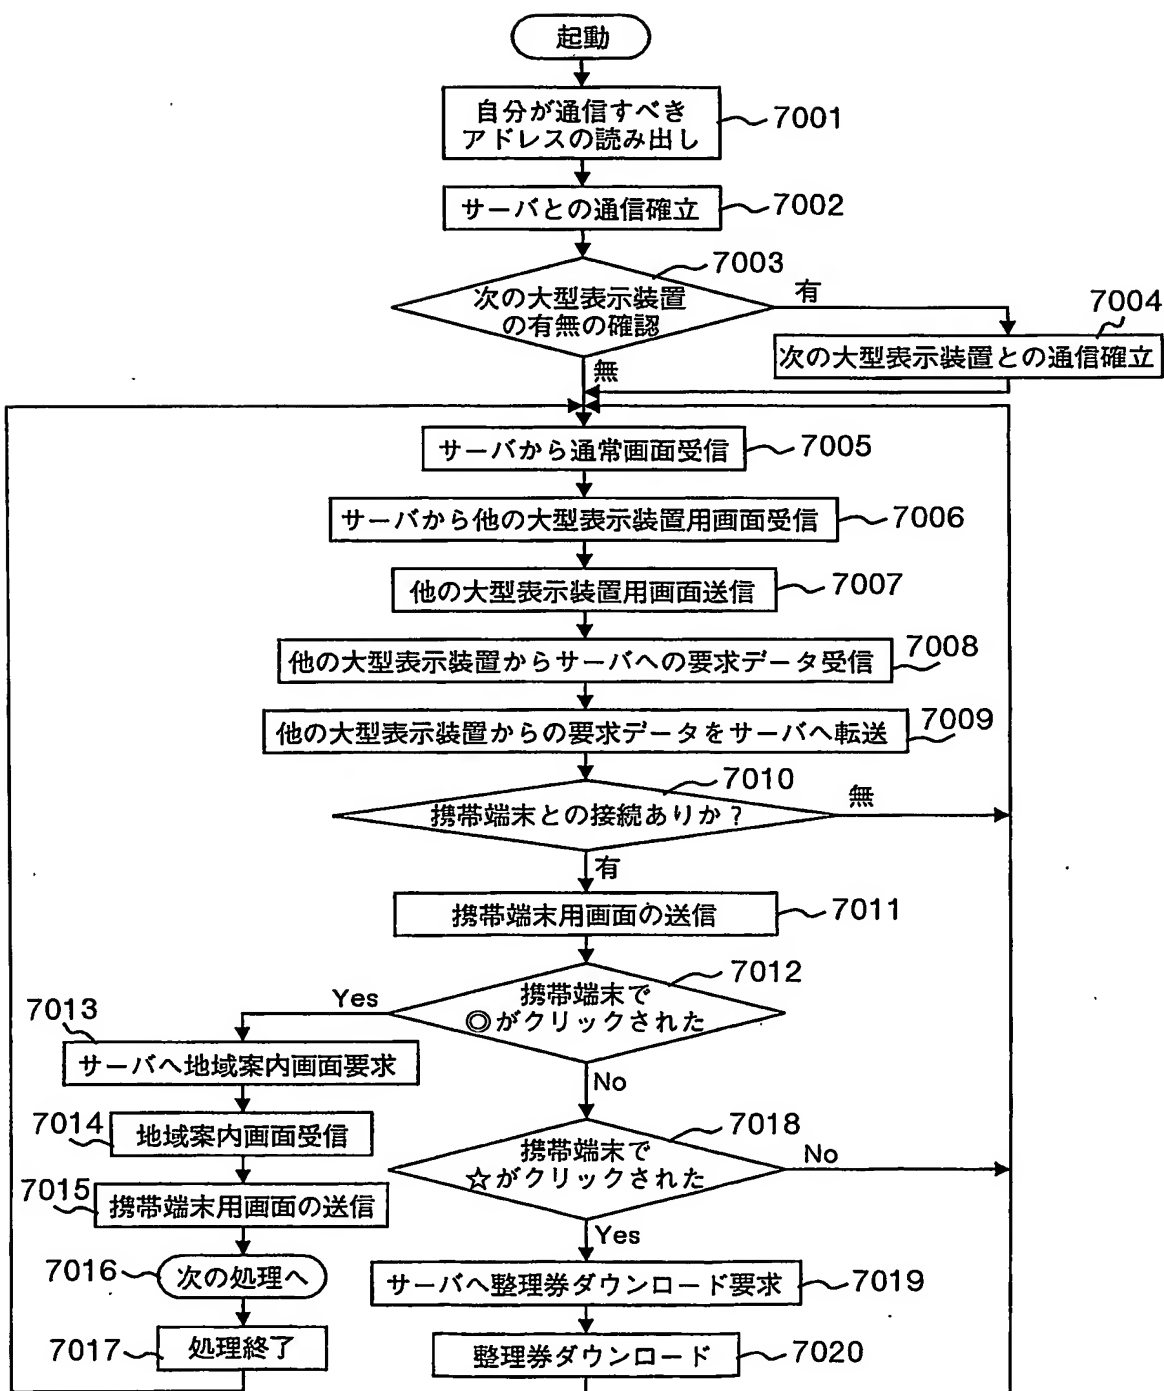 起動
自分が通信すべき
アドレスの読み出し
7001
サーバとの通信確立
7002
次の大型表示装置
の有無の確認
7003
有
7004
次の大型表示装置との通信確立
無
サーバから通常画面受信
7005
サーバから他の大型表示装置用画面受信
7006
他の大型表示装置用画面送信
7007
他の大型表示装置からサーバへの要求データ受信
7008
他の大型表示装置からの要求データをサーバへ転送
7009
携帯端末との接続ありか？
7010
無
有
携帯端末用画面の送信
7011
携帯端末で
◎がクリックされた
7012
Yes
7013
サーバへ地域案内画面要求
No
7014
地域案内画面受信
携帯端末で
☆がクリックされた
7018
No
7015
携帯端末用画面の送信
Yes
7016
次の処理へ
サーバへ整理券ダウンロード要求
7019
7017
処理終了
整理券ダウンロード
7020